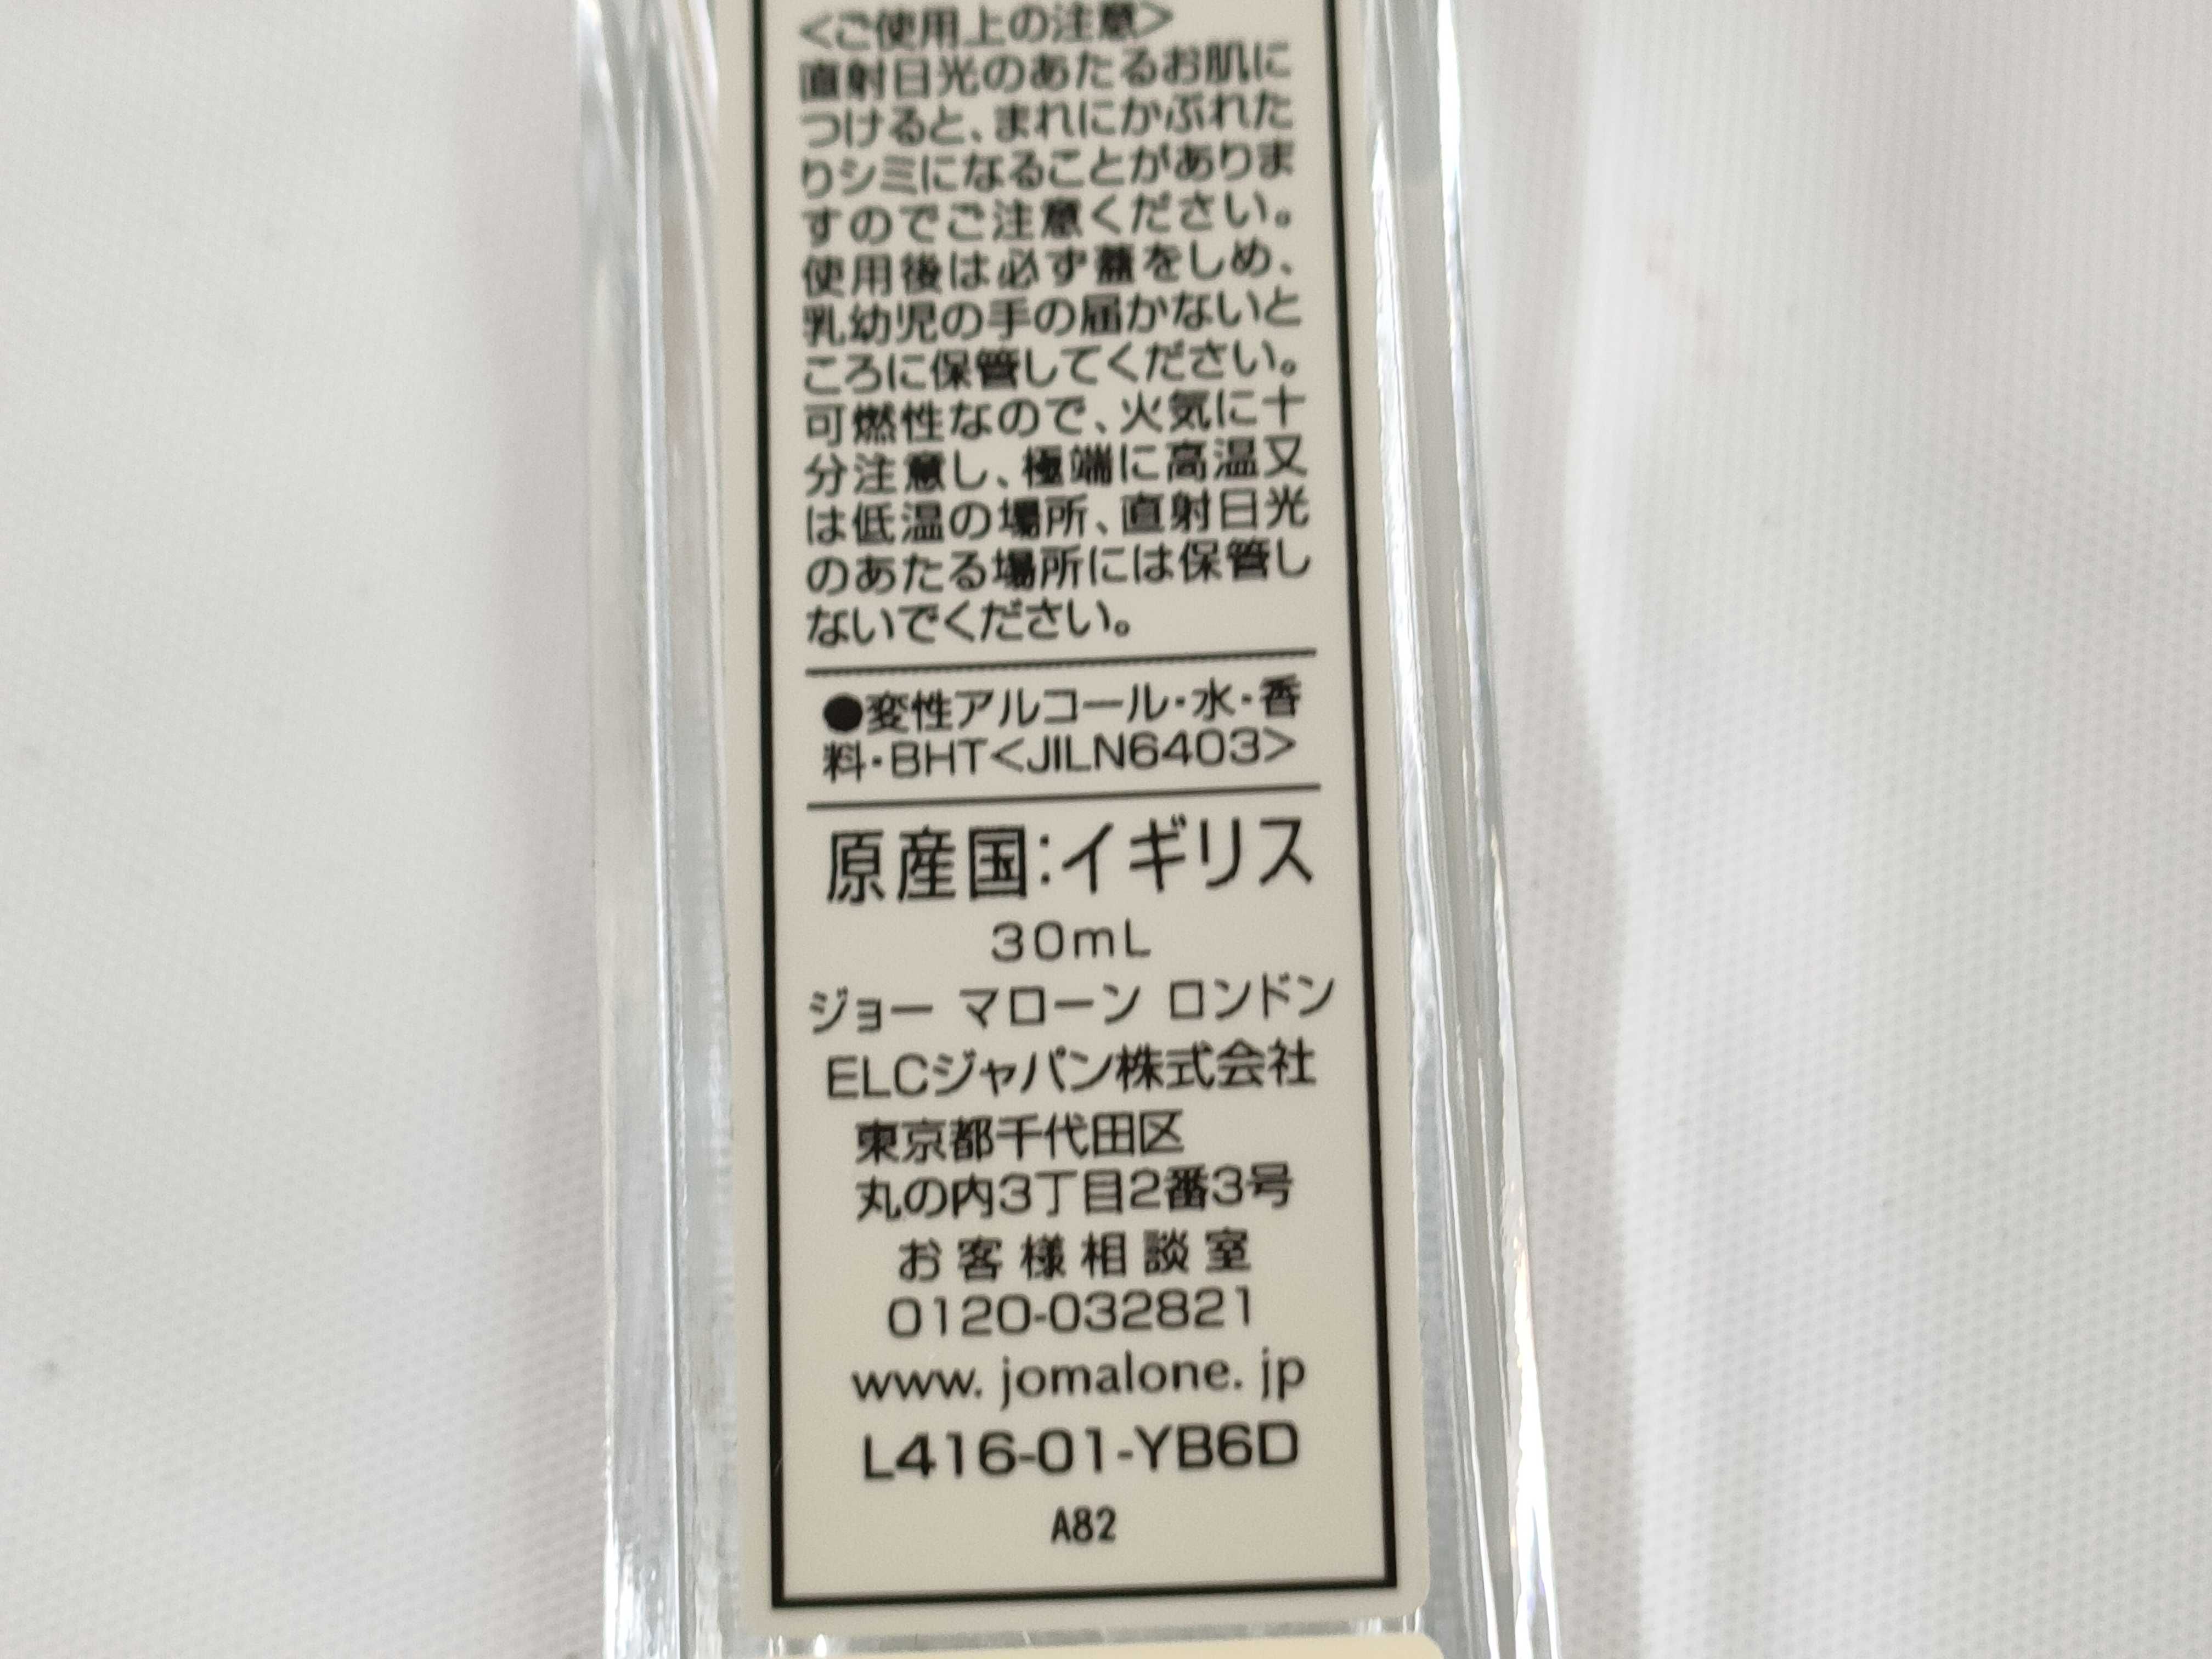 <ご使用上の注意>
直射日光のあたるお肌に
つけると、まれにかぶれた
りシミになることがありま
すのでご注意ください。
使用後は必ず蓋をしめ、
乳幼児の手の届かないと
ころに保管してください。
可燃性なので、火気に十
分注意し、極端に高温又
は低温の場所、直射日光
のあたる場所には保管し
ないでください。
●変性アルコール・水・香
料・BHT<JILN6403>
原産国:イギリス
30mL
ジョー マローン ロンドン
ELCジャパン株式会社
東京都千代田区
丸の内3丁目2番3号
お客様相談室
0120-032821
www.jomalone.jp
L416-01-YB6D
A82